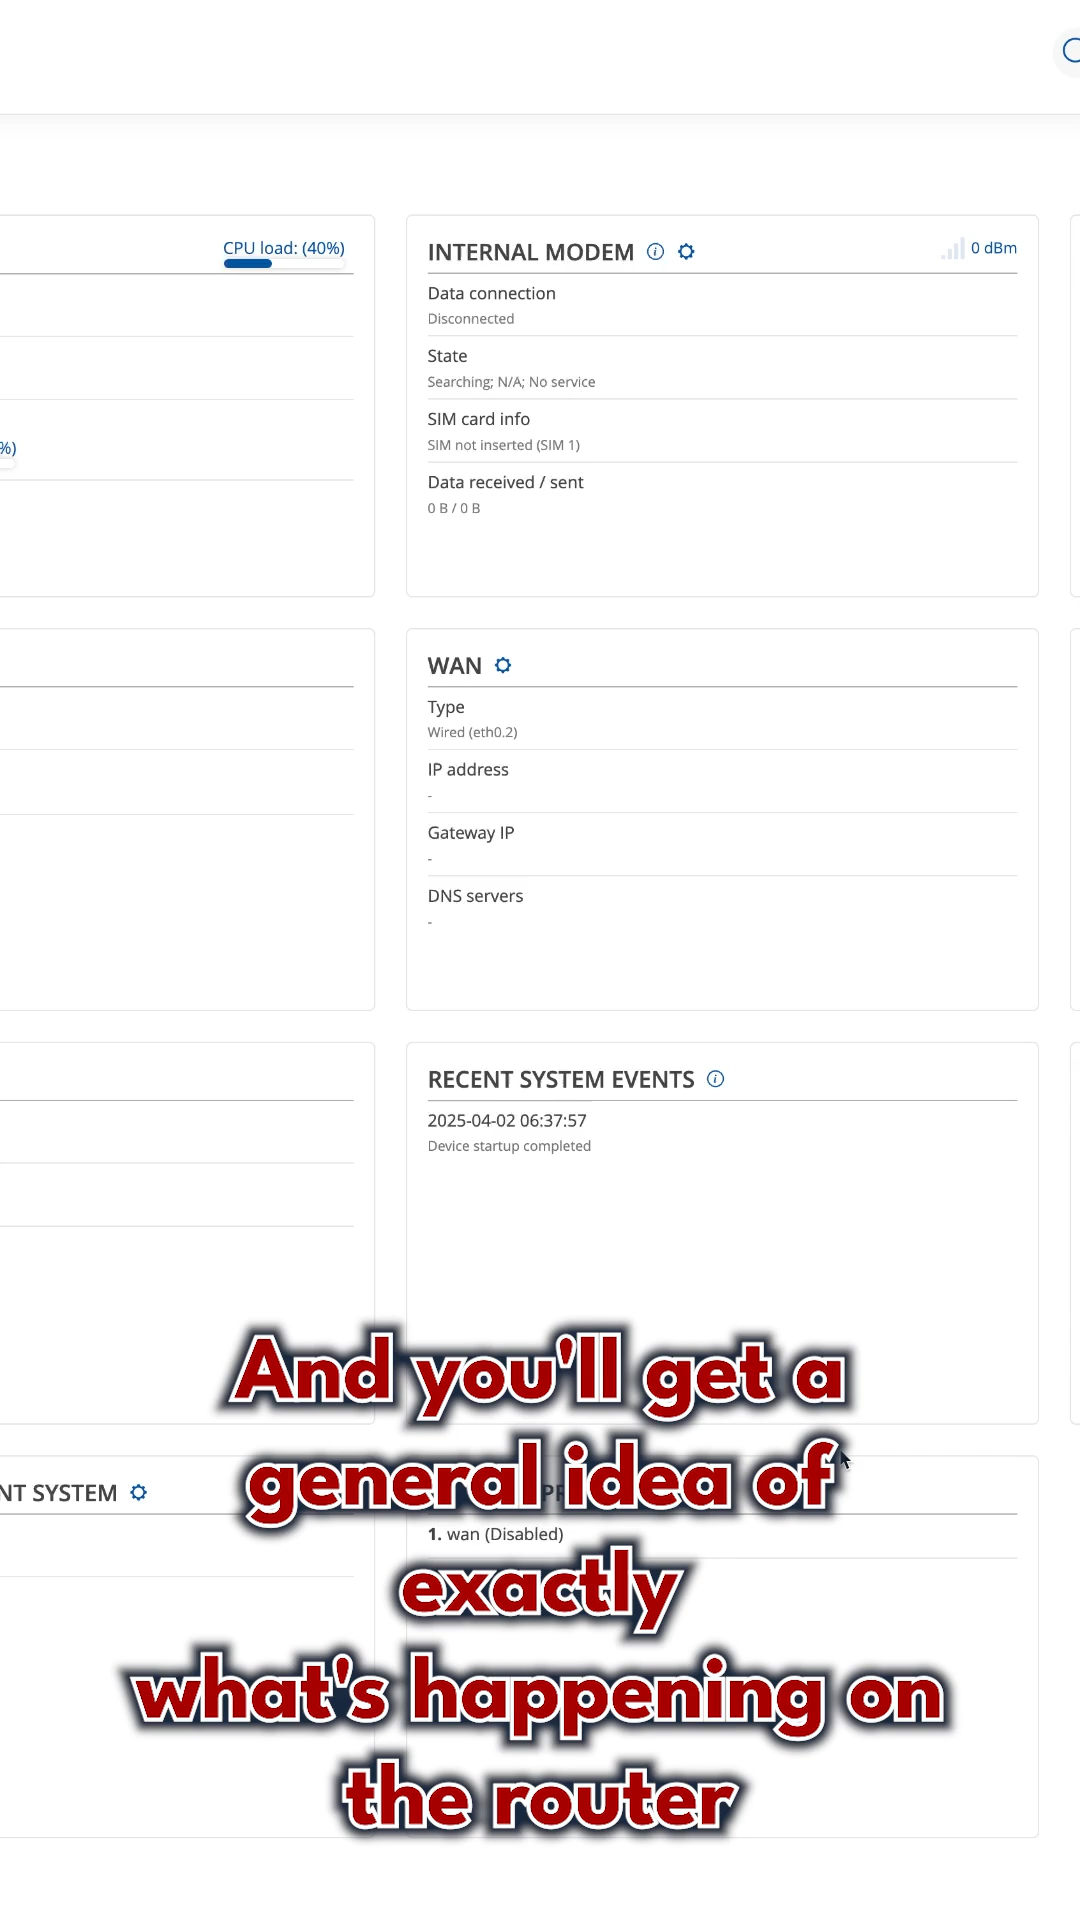 CPU load: (40%)
%)
INTERNAL MODEM
0 dBm
Data connection
Disconnected
State
Searching; N/A; No service
SIM card info
SIM not inserted (SIM 1)
Data received / sent
0 B / 0 B
WAN
Type
Wired (eth0.2)
IP address
-
Gateway IP
-
DNS servers
-
RECENT SYSTEM EVENTS
2025-04-02 06:37:57
Device startup completed
NT SYSTEM
1. wan (Disabled)
And you'll get a
general idea of
exactly
what's happening on
the router